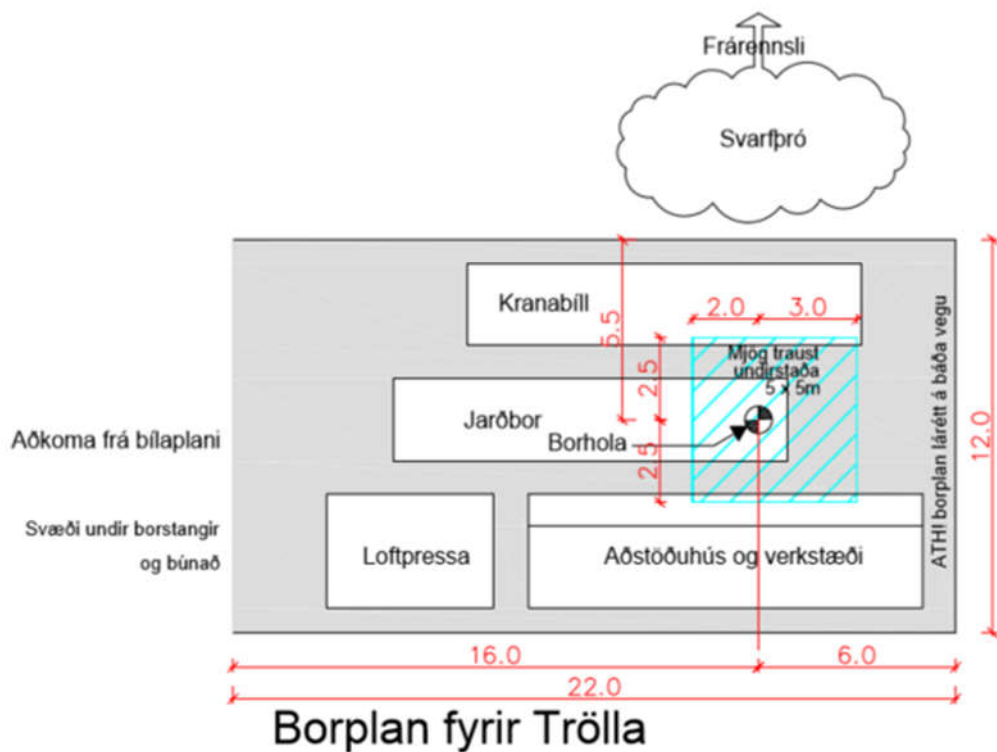 Frárennsli
Svarfþró
Kranabíll
2.0
3.0
5.5
2.5
Mjög traust
undirstaða
5 x 5m
Jarðbor
Borhola
2.5
Aðkoma frá bílaplani
Svæði undir borstangir
og búnað
Loftpressa
Aðstöðuhús og verkstæði
ATH! borplan lárétt á báða vegu
12.0
16.0
6.0
22.0
Borplan fyrir Trölla